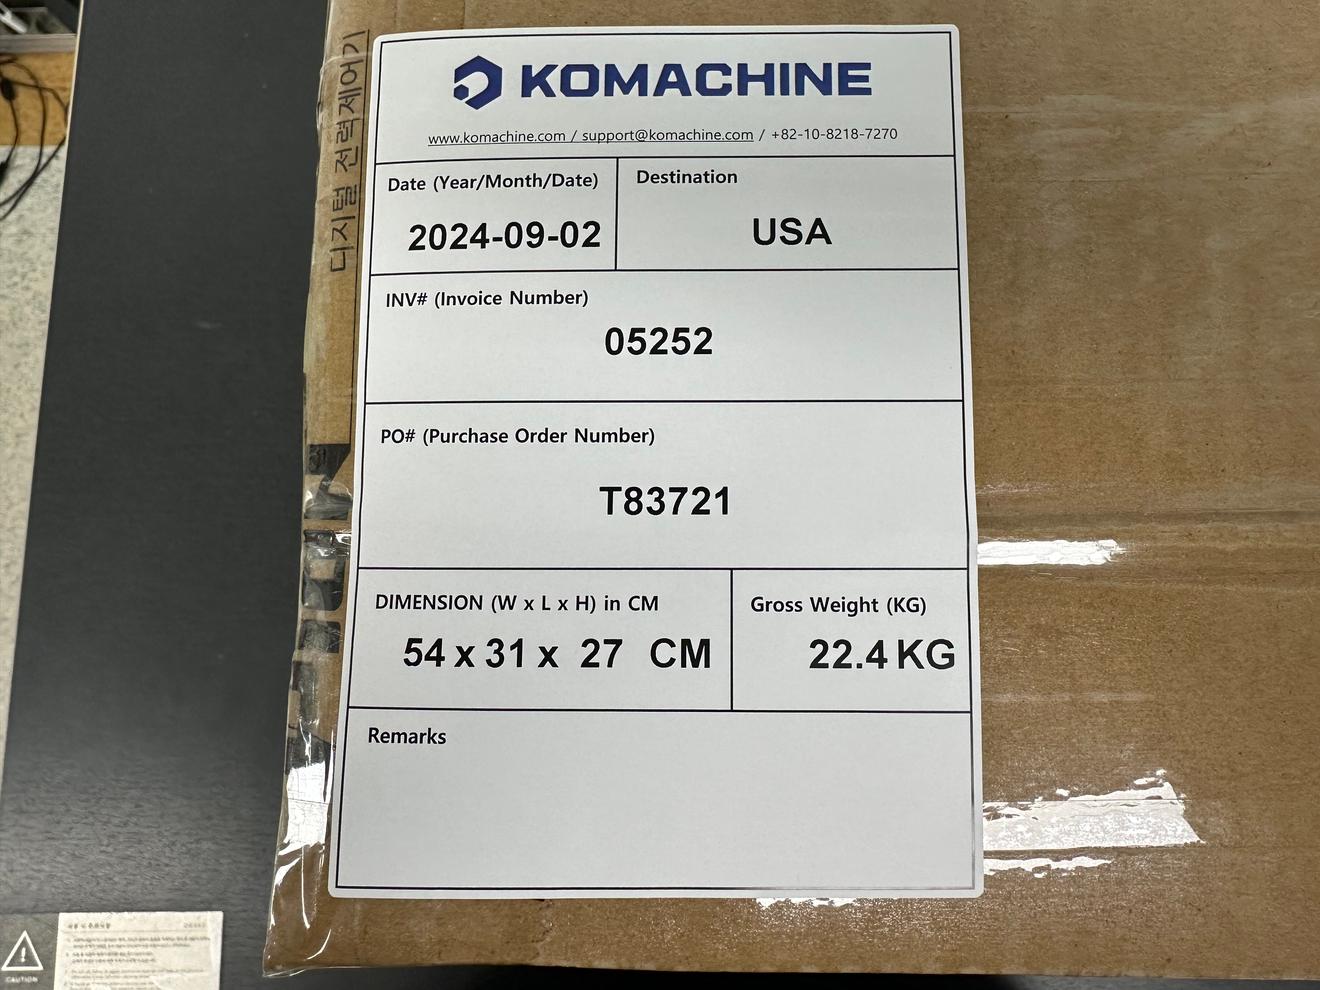 KOMACHINE
www.komachine.com / support@komachine.com / +82-10-8218-7270
Date (Year/Month/Date)
2024-09-02
Destination
USA
INV# (Invoice Number)
05252
PO# (Purchase Order Number)
T83721
DIMENSION (W x L x H) in CM
54 x 31 x 27 CM
Gross Weight (KG)
22.4 KG
Remarks
디지털 전력제어기
CAUTION